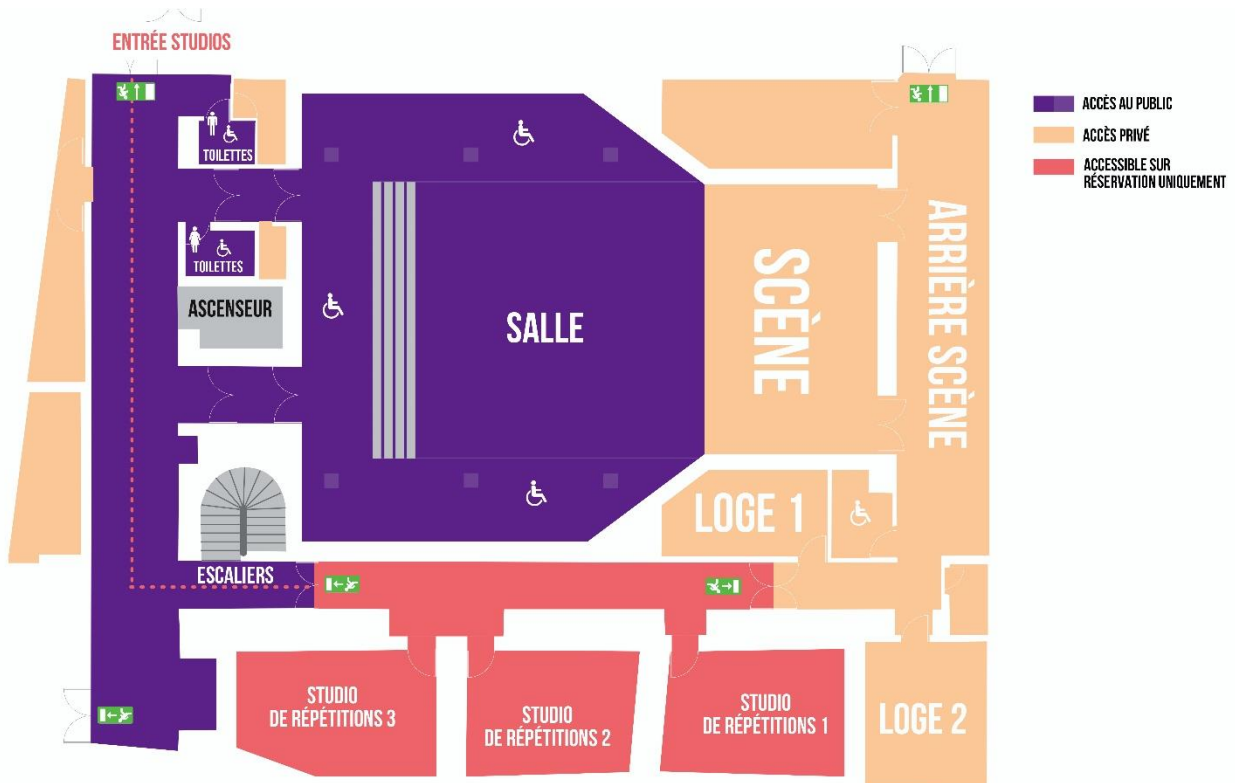 ENTRÉE STUDIOS
ACCÈS AU PUBLIC
ACCÈS PRIVÉ
ACCESSIBLE SUR
RÉSERVATION UNIQUEMENT
TOILETTES
TOILETTES
ASCENSEUR
SALLE
SCÈNE
ARRIÈRE SCÈNE
LOGE 1
ESCALIERS
STUDIO
DE RÉPÉTITIONS 3
STUDIO
DE RÉPÉTITIONS 2
STUDIO
DE RÉPÉTITIONS 1
LOGE 2